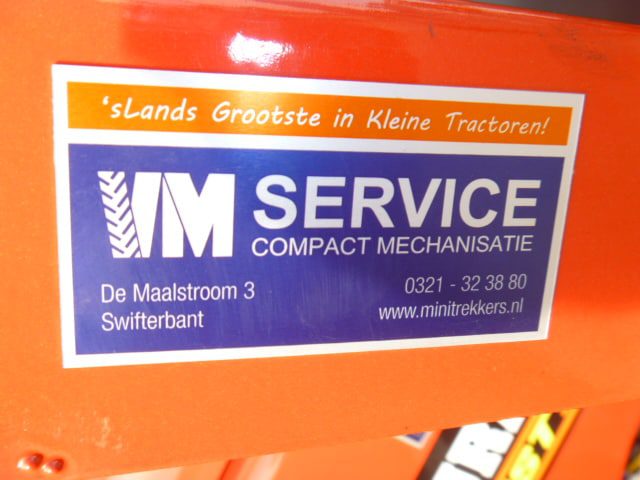 'sLands Grootste in Kleine Tractoren!
VM SERVICE
COMPACT MECHANISATIE
De Maalstroom 3
Swifterbant
0321 - 32 38 80
www.minitrekkers.nl